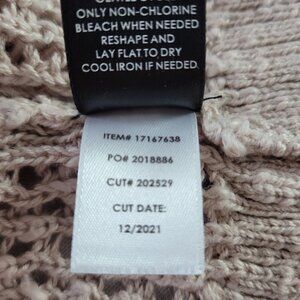 ONLY NON-CHLORINE
BLEACH WHEN NEEDED
RESHAPE AND
LAY FLAT TO DRY
COOL IRON IF NEEDED.
ITEM# 17167638
PO# 2018886
CUT# 202529
CUT DATE:
12/2021